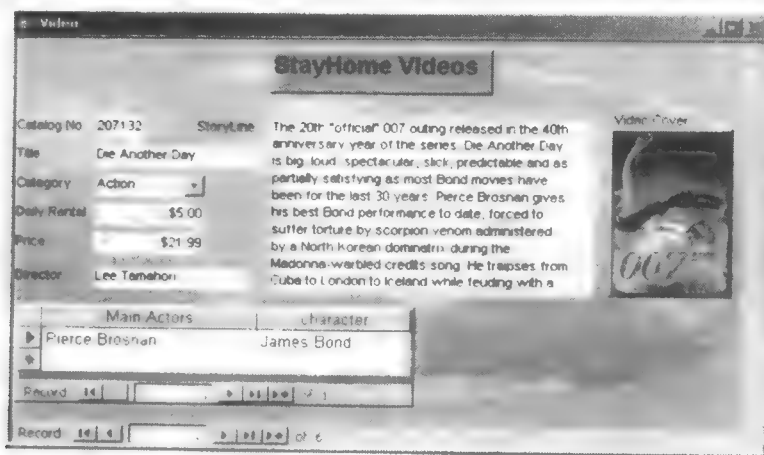 Video
StayHome Videos
Catalog No 207132 StoryLine
Title Die Another Day
Category Action
Daily Rental $5.00
Price $21.99
Director Lee Tamahori
The 20th "official" 007 outing released in the 40th
anniversary year of the series. Die Another Day
is big, loud, spectacular, slick, predictable and as
partially satisfying as most Bond movies have
been for the last 30 years. Pierce Brosnan gives
his best Bond performance to date, forced to
suffer torture by scorpion venom administered
by a North Korean dominatrix during the
Madonna-warbled credits song. He traipses from
Cuba to London to Iceland while feuding with a
Video Cover
007
Main Actors character
Pierce Brosnan James Bond
Record of 1
Record of 6